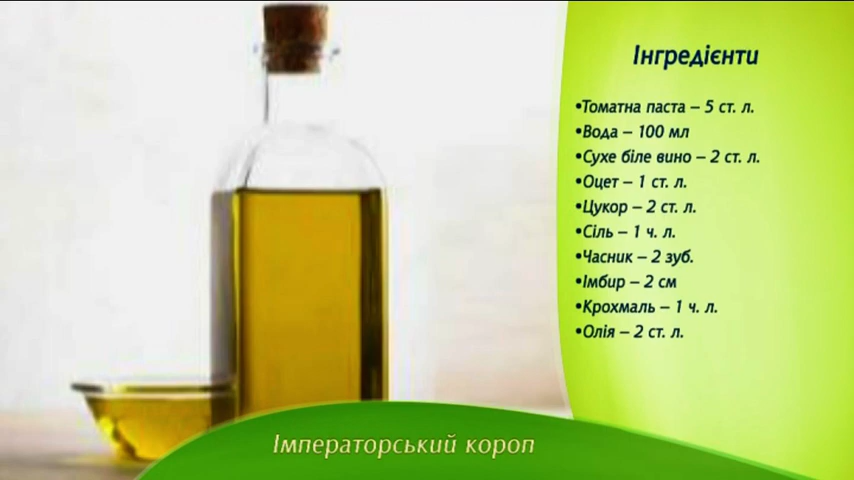 Інгредієнти
•Томатна паста – 5 ст. л.
•Вода – 100 мл
•Сухе біле вино – 2 ст. л.
•Оцет – 1 ст. л.
•Цукор – 2 ст. л.
•Сіль – 1 ч. л.
•Часник – 2 зуб.
•Імбир – 2 см
•Крохмаль – 1 ч. л.
•Олія – 2 ст. л.
Імператорський короп